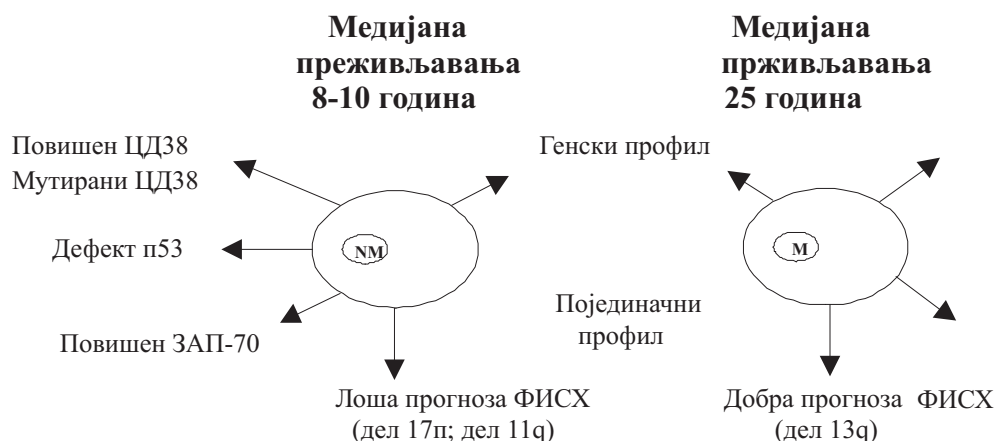 Медијана
преживљавања
8-10 година
Медијана
прживљавања
25 година
Повишен ЦД38
Мутирани ЦД38
Генски профил
Дефект п53
NM
M
Повишен ЗАП-70
Појединачни
профил
Лоша прогноза ФИСХ
(дел 17п; дел 11q)
Добра прогноза ФИСХ
(дел 13q)